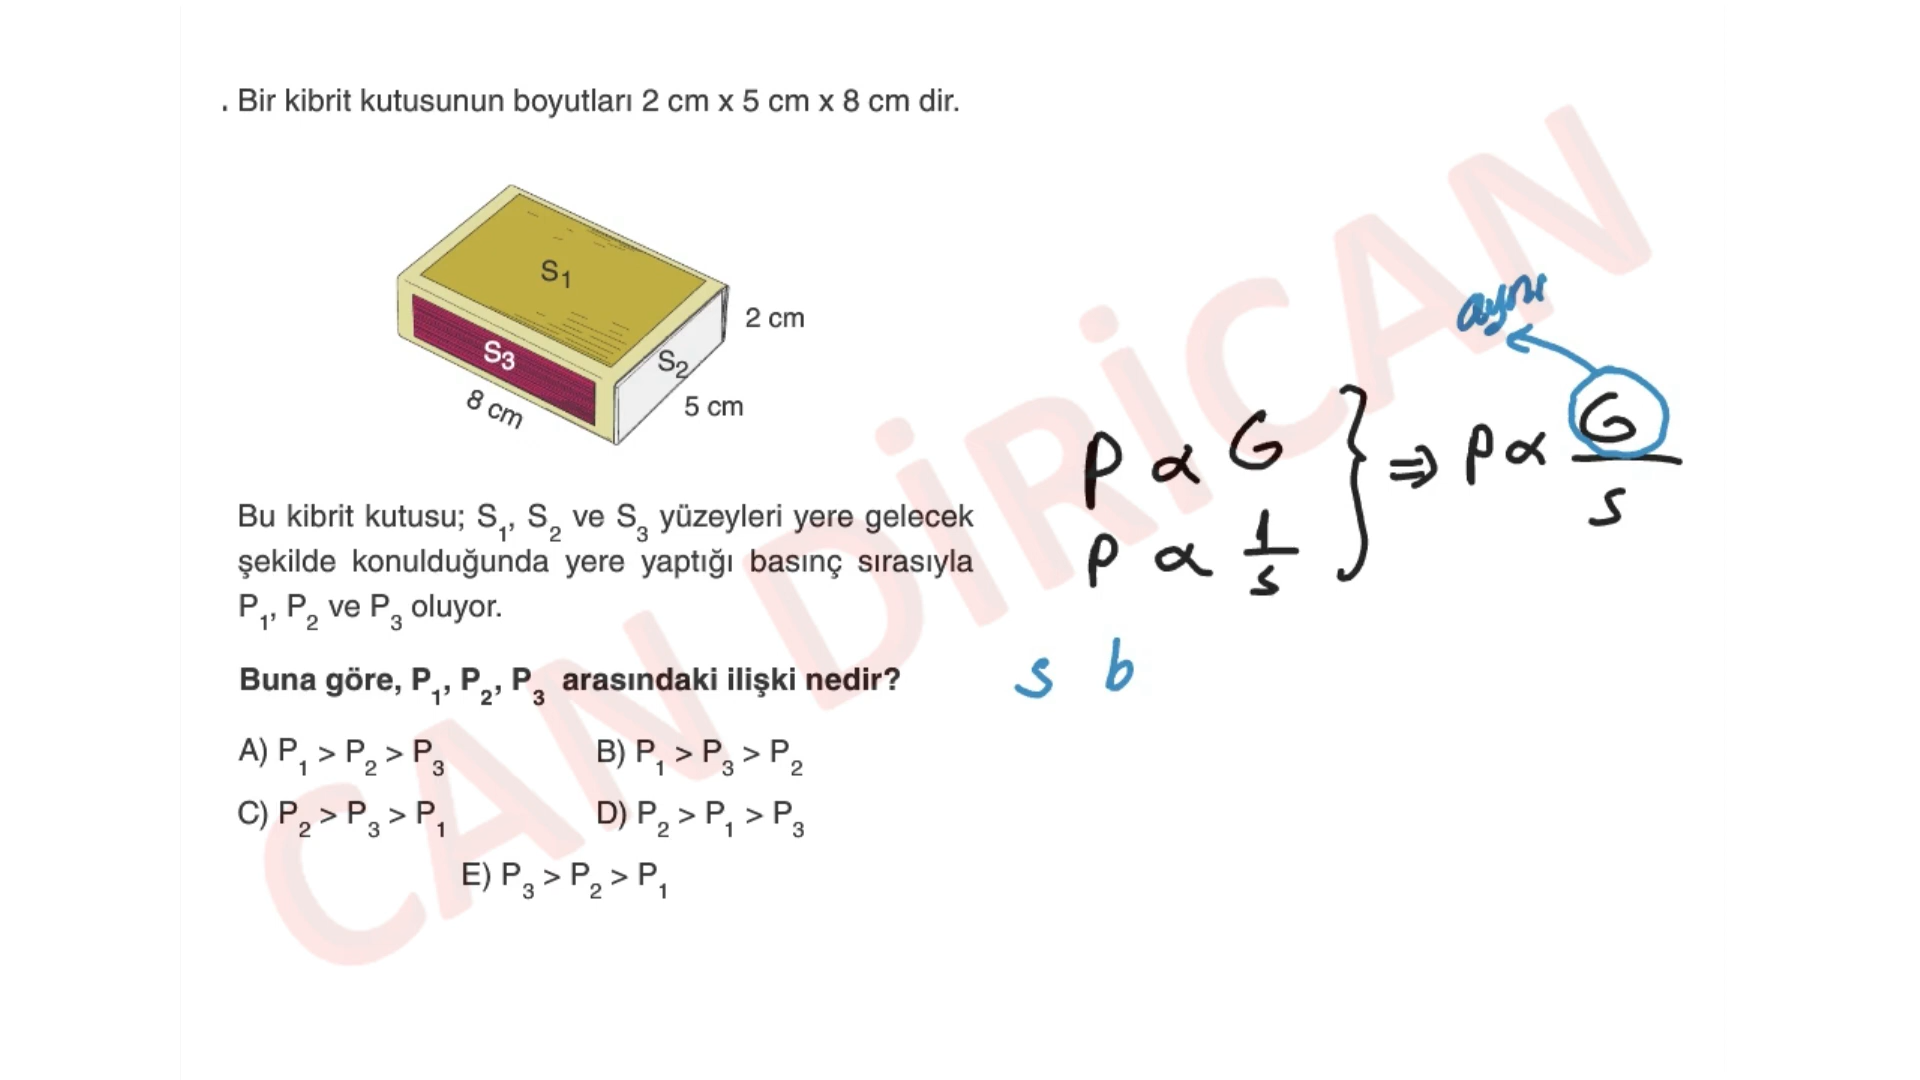 . Bir kibrit kutusunun boyutları 2 cm x 5 cm x 8 cm dir.
S1
S3
S2
2 cm
5 cm
8 cm
Bu kibrit kutusu; S₁, S₂ ve S₃ yüzeyleri yere gelecek
şekilde konulduğunda yere yaptığı basınç sırasıyla
P₁, P₂ ve P₃ oluyor.
Buna göre, P₁, P₂, P₃ arasındaki ilişki nedir?
A) P₁ > P₂ > P₃ B) P₁ > P₃ > P₂
C) P₂ > P₃ > P₁ D) P₂ > P₁ > P₃
E) P₃ > P₂ > P₁
aynı
P α G } ⇒ P α G/S
P α 1/S
S b
CAN DİRİCAN